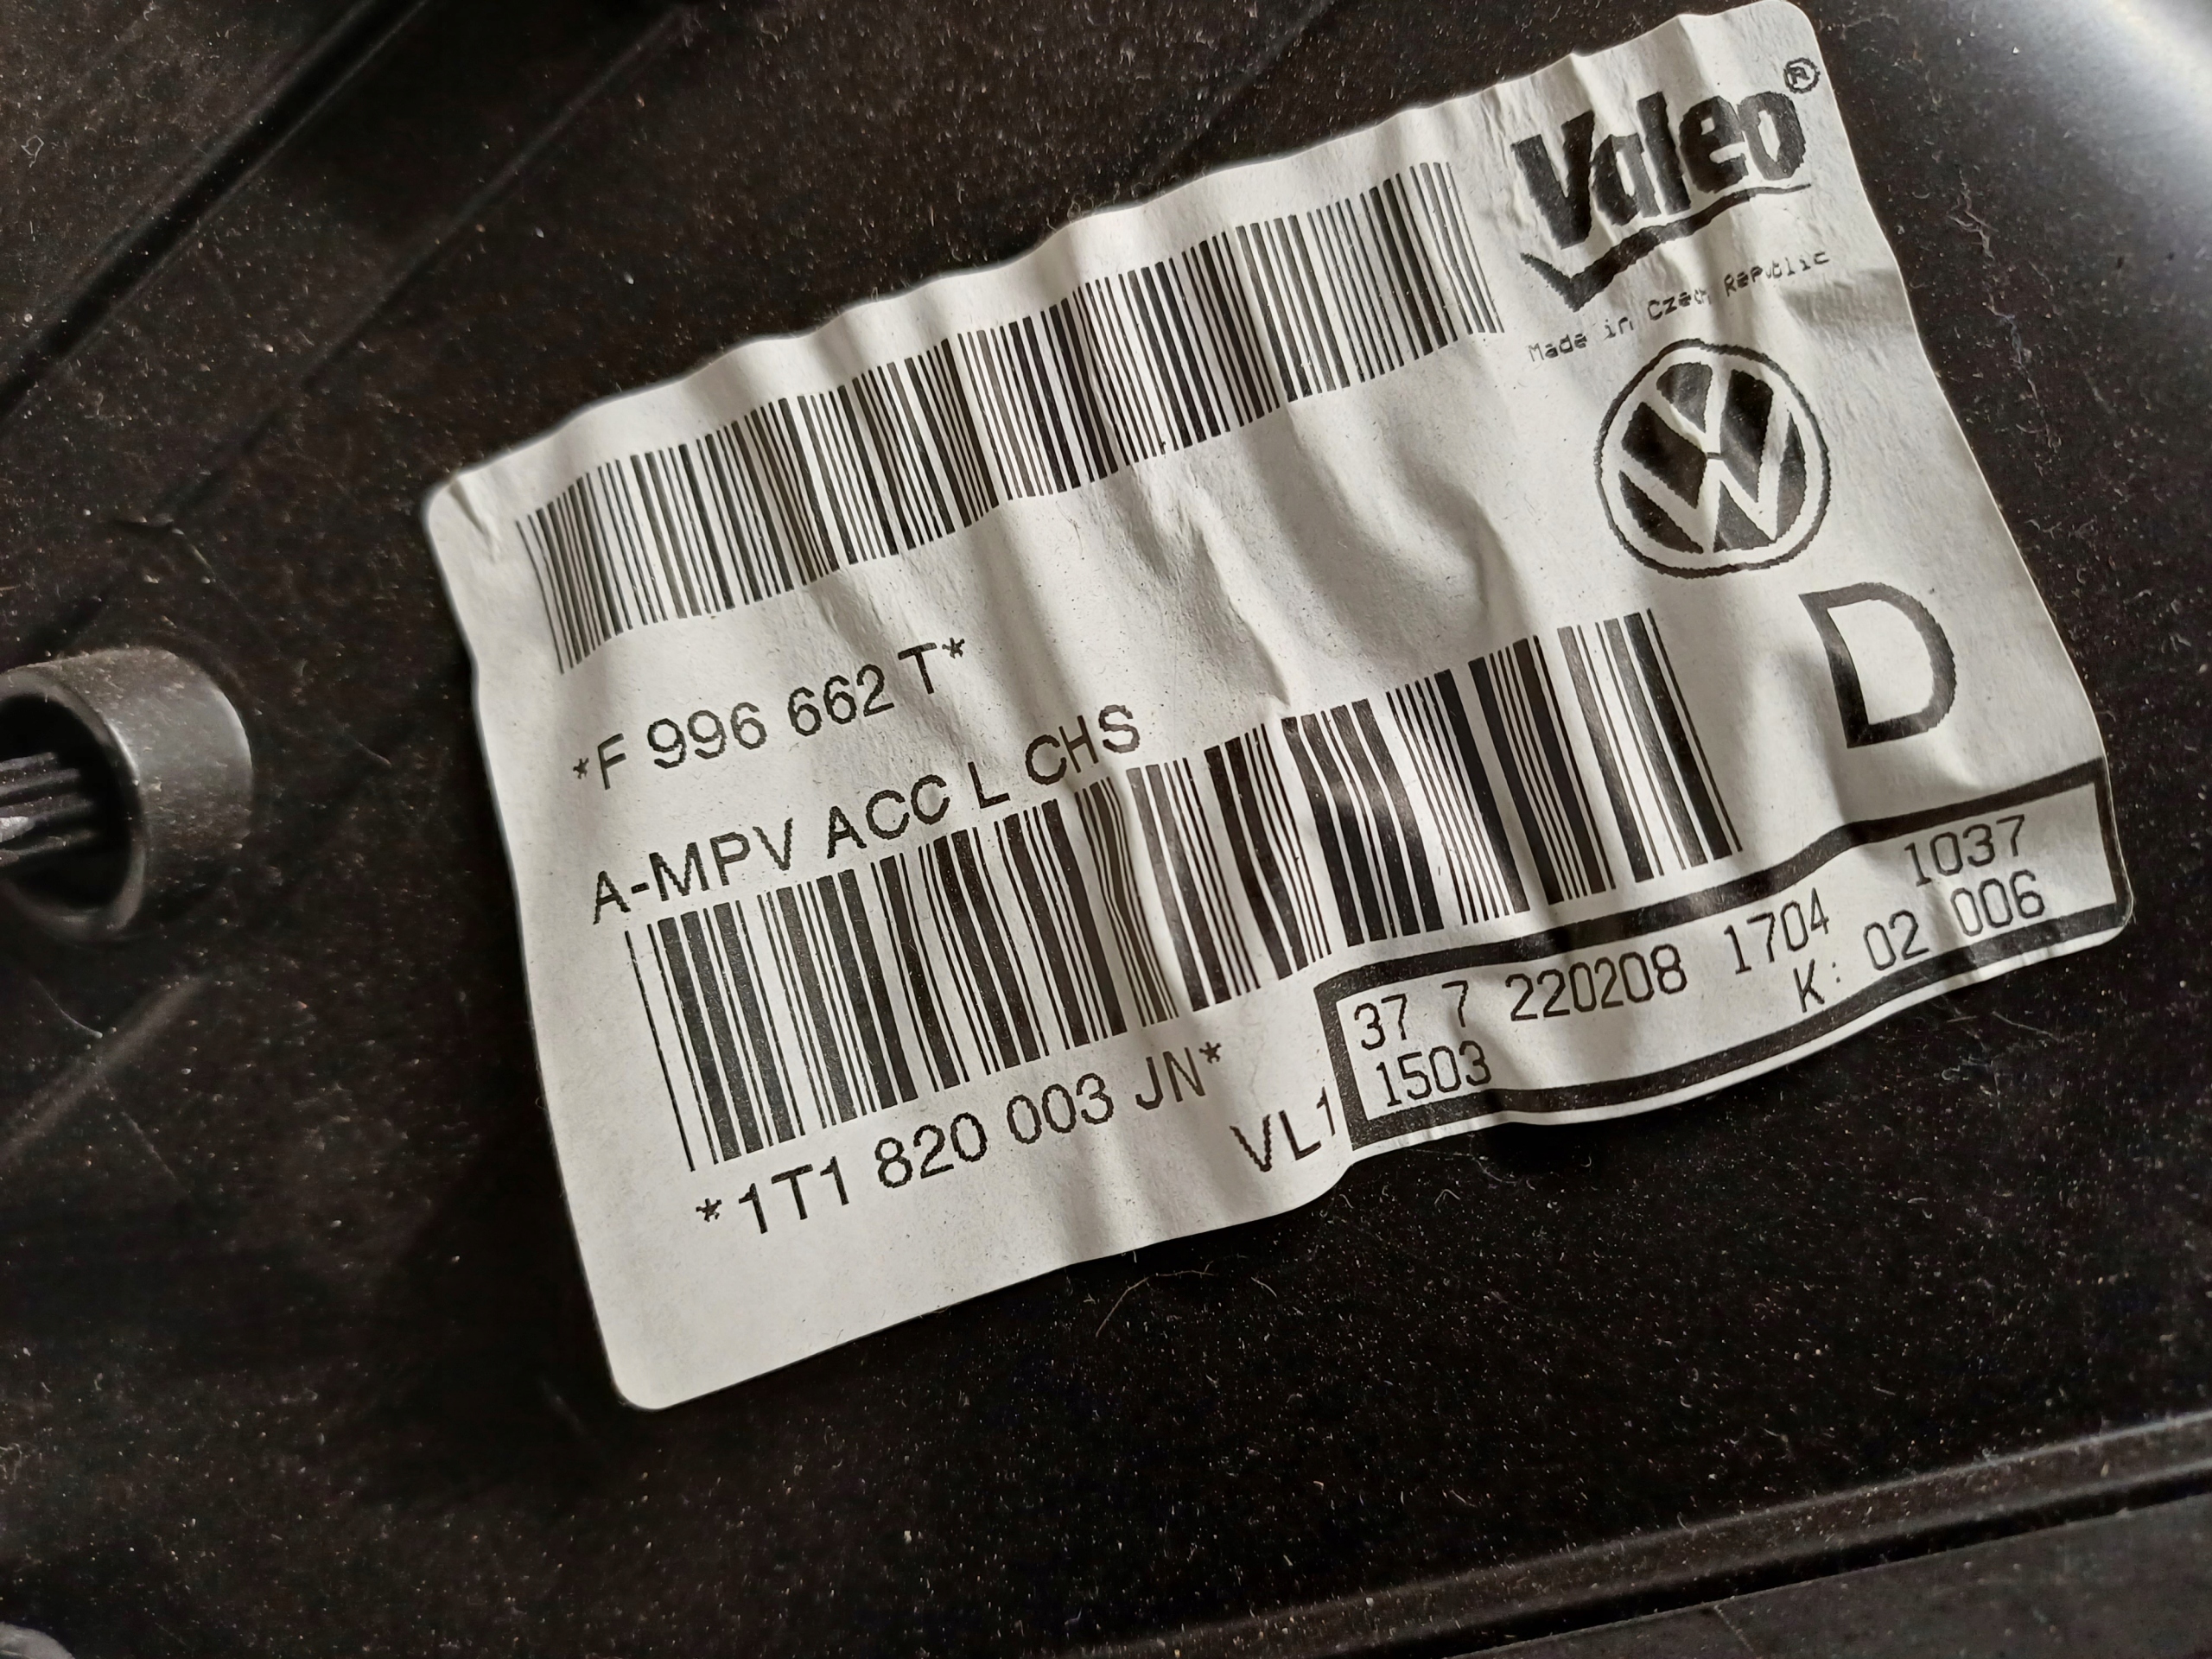 Valeo®
Made in Czech Republic
*F 996 662 T*
A-MPV ACC L CHS
D
*1T1 820 003 JN*
VL1
37 7 220208 1704 1037
1503 K: 02 006